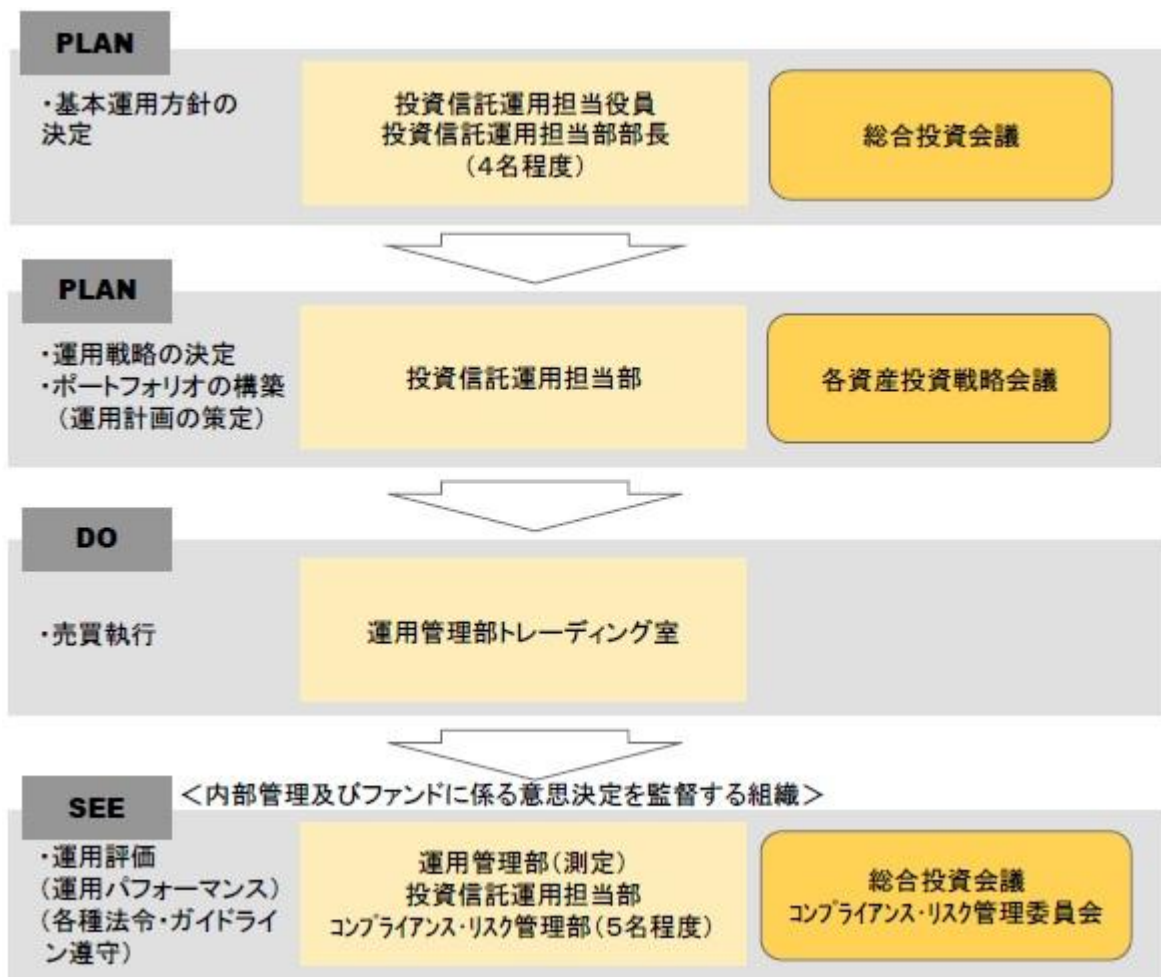 PLAN
・基本運用方針の
決定
投資信託運用担当役員
投資信託運用担当部部長
(4名程度)
総合投資会議
PLAN
・運用戦略の決定
・ポートフォリオの構築
(運用計画の策定)
投資信託運用担当部
各資産投資戦略会議
DO
・売買執行
運用管理部トレーディング室
SEE
<内部管理及びファンドに係る意思決定を監督する組織>
・運用評価
(運用パフォーマンス)
(各種法令・ガイドライ
ン遵守)
運用管理部(測定)
投資信託運用担当部
コンプライアンス・リスク管理部(5名程度)
総合投資会議
コンプライアンス・リスク管理委員会